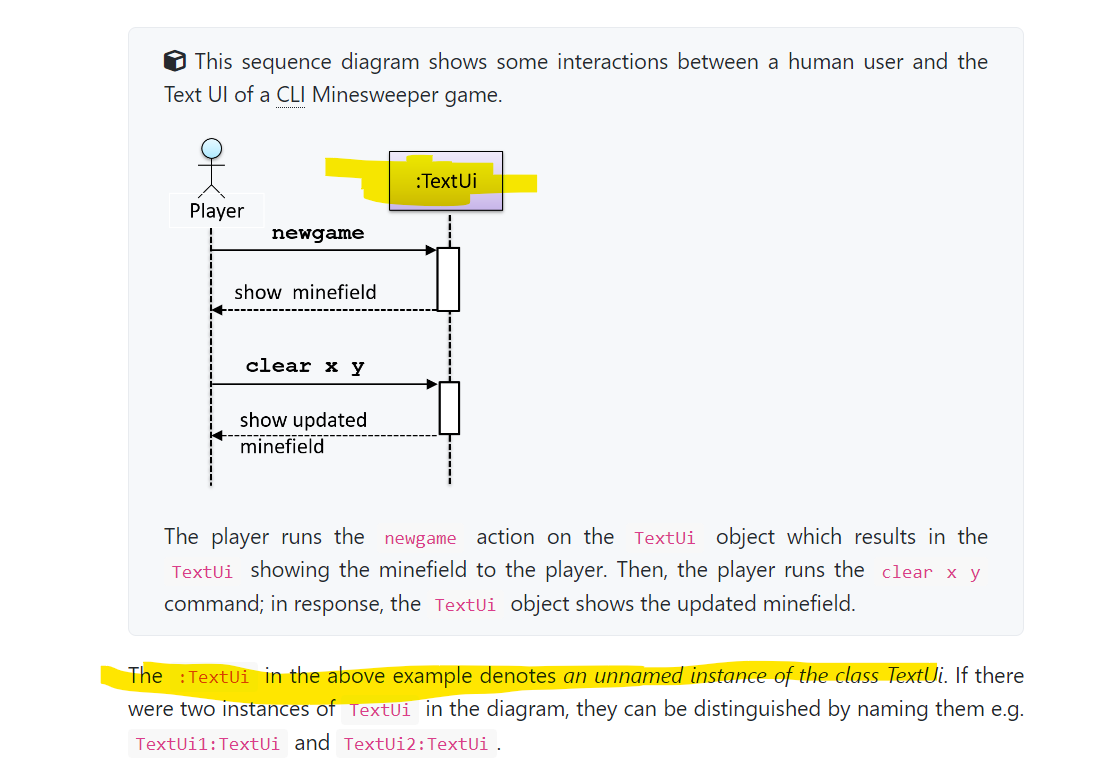 This sequence diagram shows some interactions between a human user and the
Text UI of a CLI Minesweeper game.
:TextUi
Player
newgame
show minefield
clear x y
show updated
minefield
The player runs the newgame action on the TextUi object which results in the
TextUi showing the minefield to the player. Then, the player runs the clear x y
command; in response, the TextUi object shows the updated minefield.
The :TextUi in the above example denotes an unnamed instance of the class TextUi. If there
were two instances of TextUi in the diagram, they can be distinguished by naming them e.g.
TextUi1:TextUi and TextUi2:TextUi.